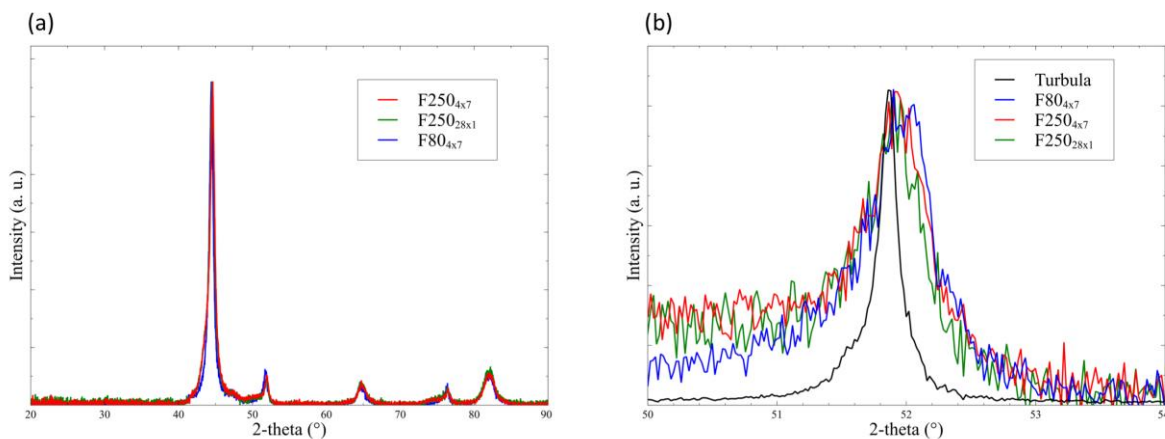 (a)
F250₄ₓ₇
F250₂₈ₓ₁
F80₄ₓ₇
Intensity (a. u.)
20 30 40 50 60 70 80 90
2-theta (°)
(b)
Turbula
F80₄ₓ₇
F250₄ₓ₇
F250₂₈ₓ₁
Intensity (a. u.)
50 51 52 53 54
2-theta (°)